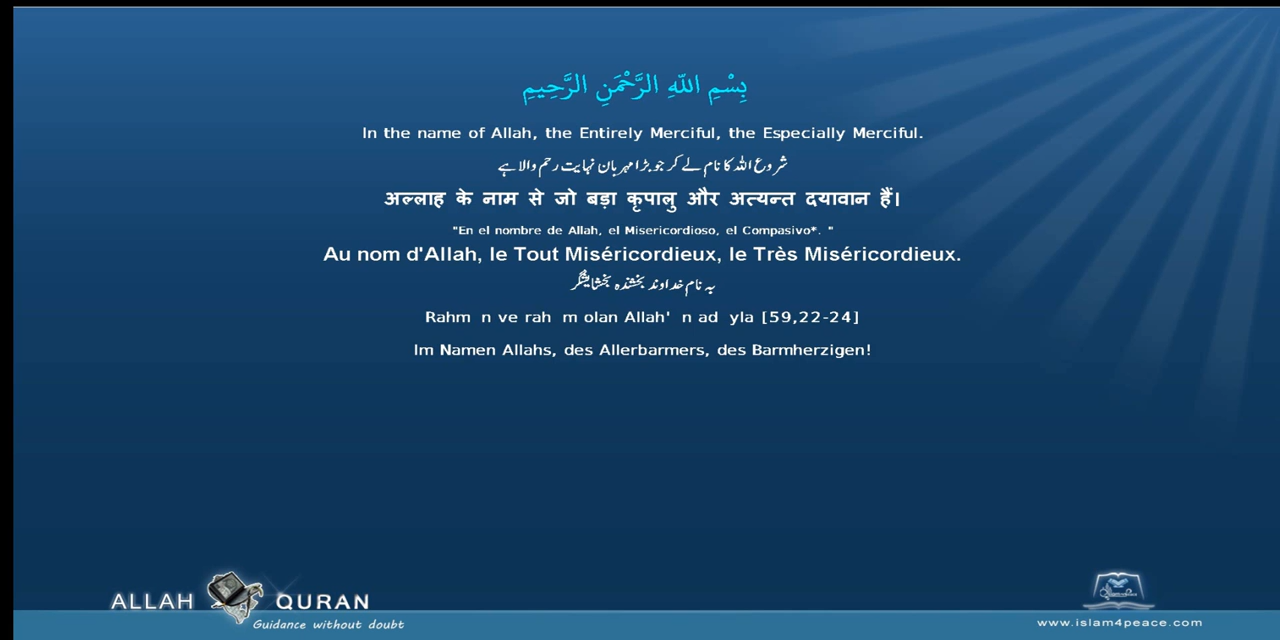 بِسْمِ اللّهِ الرَّحْمَنِ الرَّحِيمِ
In the name of Allah, the Entirely Merciful, the Especially Merciful.
شروع الله کا نام لے کر جو بڑا مہربان نہایت رحم والا ہے
अल्लाह के नाम से जो बड़ा कृपालु और अत्यन्त दयावान हैं।
"En el nombre de Allah, el Misericordioso, el Compasivo*. "
Au nom d'Allah, le Tout Miséricordieux, le Très Miséricordieux.
به نام خداوند بخشنده بخشایشگر
Rahm n ve rah m olan Allah' n ad yla [59,22-24]
Im Namen Allahs, des Allerbarmers, des Barmherzigen!
ALLAH QURAN
Guidance without doubt
www.islam4peace.com